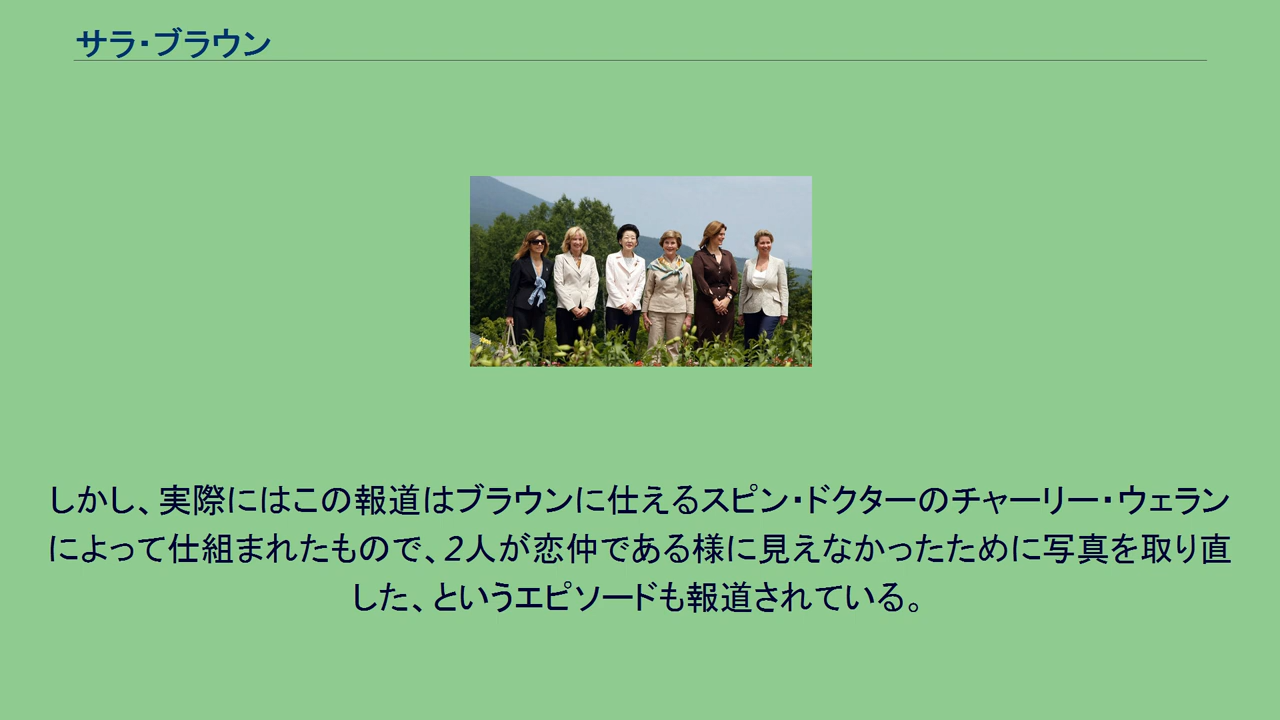 サラ・ブラウン
しかし、実際にはこの報道はブラウンに仕えるスピン・ドクターのチャーリー・ウェラン
によって仕組まれたもので、2人が恋仲である様に見えなかったために写真を取り直
した、というエピソードも報道されている。